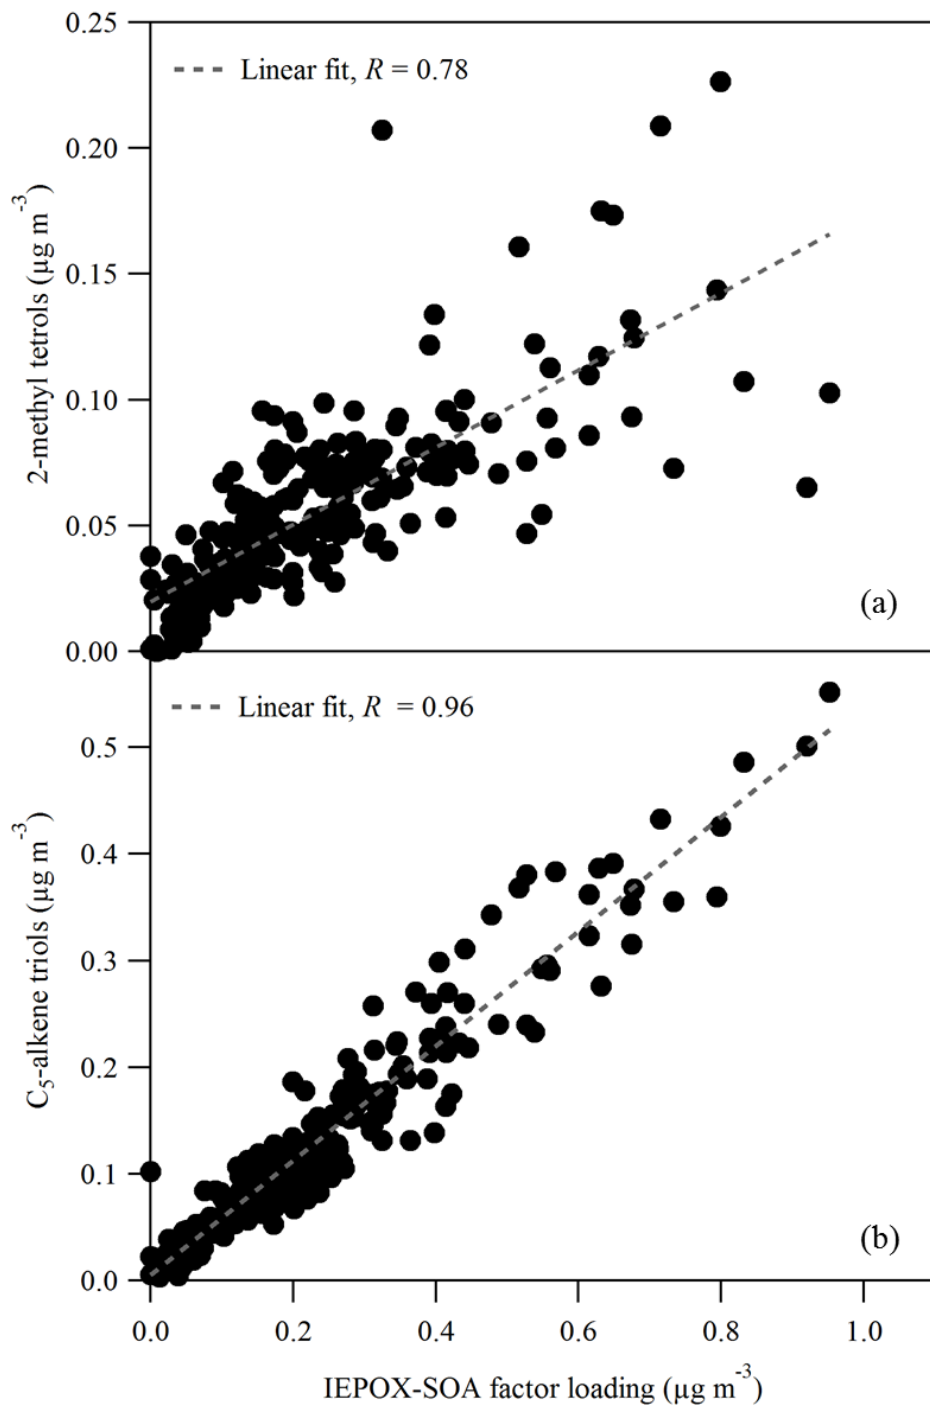 0.25
Linear fit, R = 0.78
0.20
0.15
0.10
0.05
0.00
2-methyl tetrols (µg m⁻³)
(a)
Linear fit, R = 0.96
0.5
0.4
0.3
0.2
0.1
0.0
C₅-alkene triols (µg m⁻³)
(b)
0.0 0.2 0.4 0.6 0.8 1.0
IEPOX-SOA factor loading (µg m⁻³)